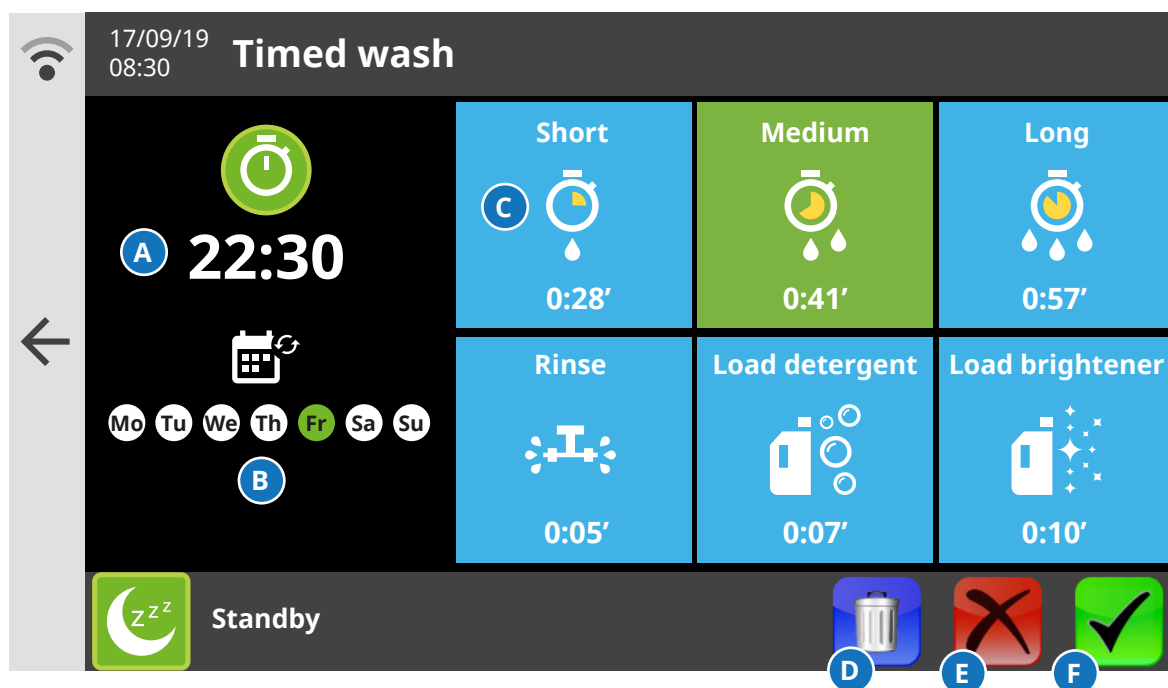 17/09/19
08:30
Timed wash
A
22:30
Mo Tu We Th Fr Sa Su
B
Short
C
0:28’
Medium
0:41’
Long
0:57’
Rinse
0:05’
Load detergent
0:07’
Load brightener
0:10’
zzz
Standby
D
E
F